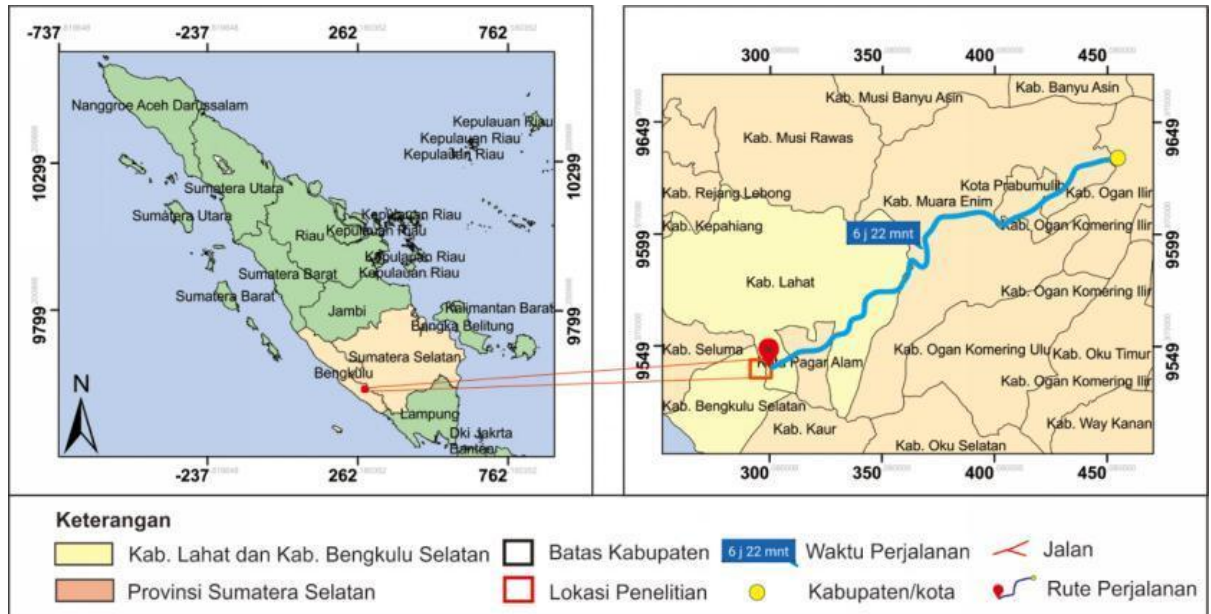 -737 -237 262 762
10299
9799
Nanggroe Aceh Darussalam
Kepulauan Riau
Kepulauan Riau
Kepulauan Riau
Sumatera Utara
Sumatera Utara
Kepulauan Riau
Riau
Kepulauan Riau
Kepulauan Riau
Sumatera Barat
Kepulauan Riau
Sumatera Barat
Jambi
Kalimantan Barat
Bangka Belitung
Sumatera Selatan
Bengkulu
Lampung
Dki Jakrta
Banten
N
10299
9799
-237 262 762
300 350 400 450
9649
9599
9549
Kab. Banyu Asin
Kab. Musi Banyu Asin
Kab. Musi Rawas
Kota Prabumulih
Kab. Rejang Lebong
Kab. Ogan Ilir
Kab. Muara Enim
Kab. Kepahiang
Kab. Ogan Komering Ilir
6 j 22 mnt
Kab. Lahat
Kab. Ogan Komering Ilir
Kab. Seluma
Kab. Ogan Komering Ulu
Kab. Oku Timur
Kota Pagar Alam
Kab. Ogan Komering Ilir
Kab. Bengkulu Selatan
Kab. Kaur
Kab. Way Kanan
Kab. Oku Selatan
9649
9599
9549
300 350 400 450
Keterangan
Kab. Lahat dan Kab. Bengkulu Selatan
Batas Kabupaten
6 j 22 mnt
Waktu Perjalanan
Jalan
Provinsi Sumatera Selatan
Lokasi Penelitian
Kabupaten/kota
Rute Perjalanan